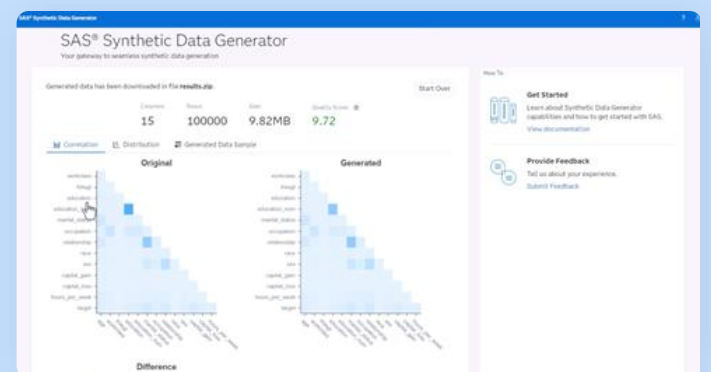 SAS® Synthetic Data Generator
SAS® Synthetic Data Generator
Your gateway to seamless synthetic data generation
Generated data has been downloaded in file results.zip.
Start Over
Columns
Rows
Size
Quality Score
15
100000
9.82MB
9.72
Correlation
Distribution
Generated Data Sample
Original
Generated
workclass
fnlwgt
education
marital_status
occupation
relationship
race
sex
capital_gain
capital_loss
hours_per_week
target
workclass
fnlwgt
education
education_num
marital_status
occupation
relationship
race
sex
capital_gain
capital_loss
hours_per_week
target
Difference
How To
Get Started
Learn about Synthetic Data Generator
capabilities and how to get started with SAS.
View documentation
Provide Feedback
Tell us about your experience.
Submit Feedback